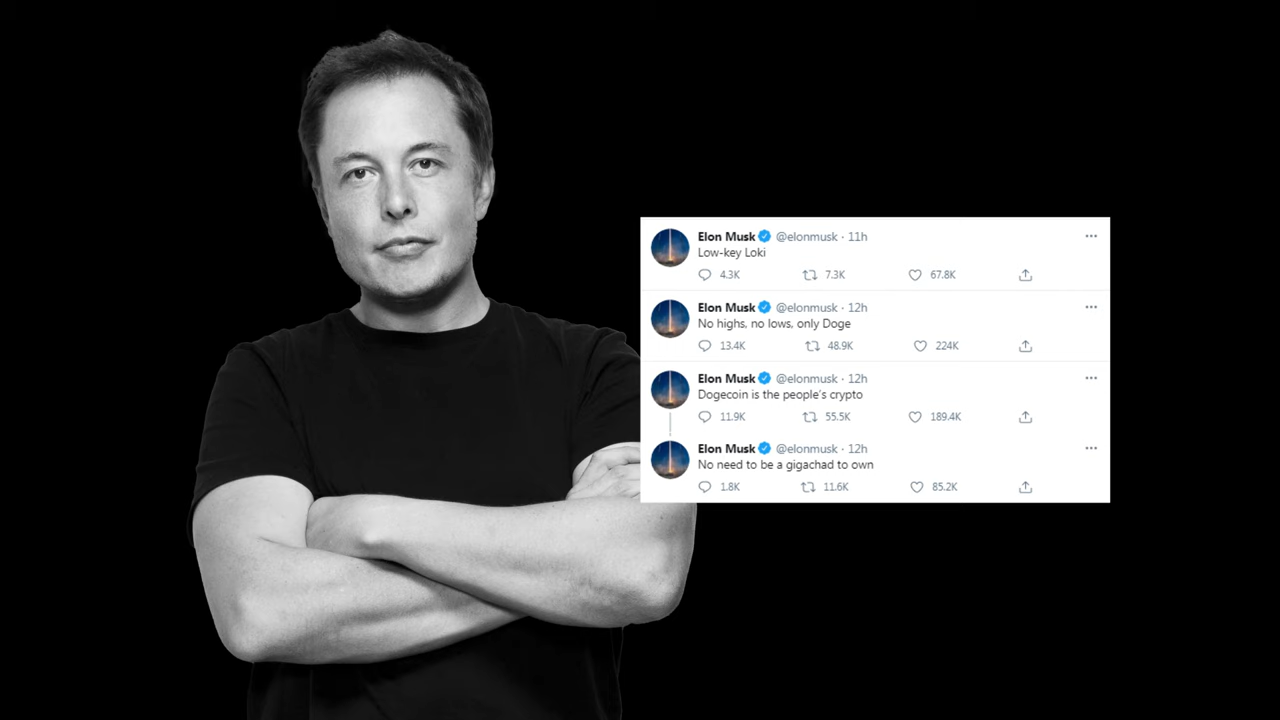 Elon Musk @elonmusk · 11h
Low-key Loki
4.3K 7.3K 67.8K
Elon Musk @elonmusk · 12h
No highs, no lows, only Doge
13.4K 48.9K 224K
Elon Musk @elonmusk · 12h
Dogecoin is the people's crypto
11.9K 55.5K 189.4K
Elon Musk @elonmusk · 12h
No need to be a gigachad to own
1.8K 11.6K 85.2K